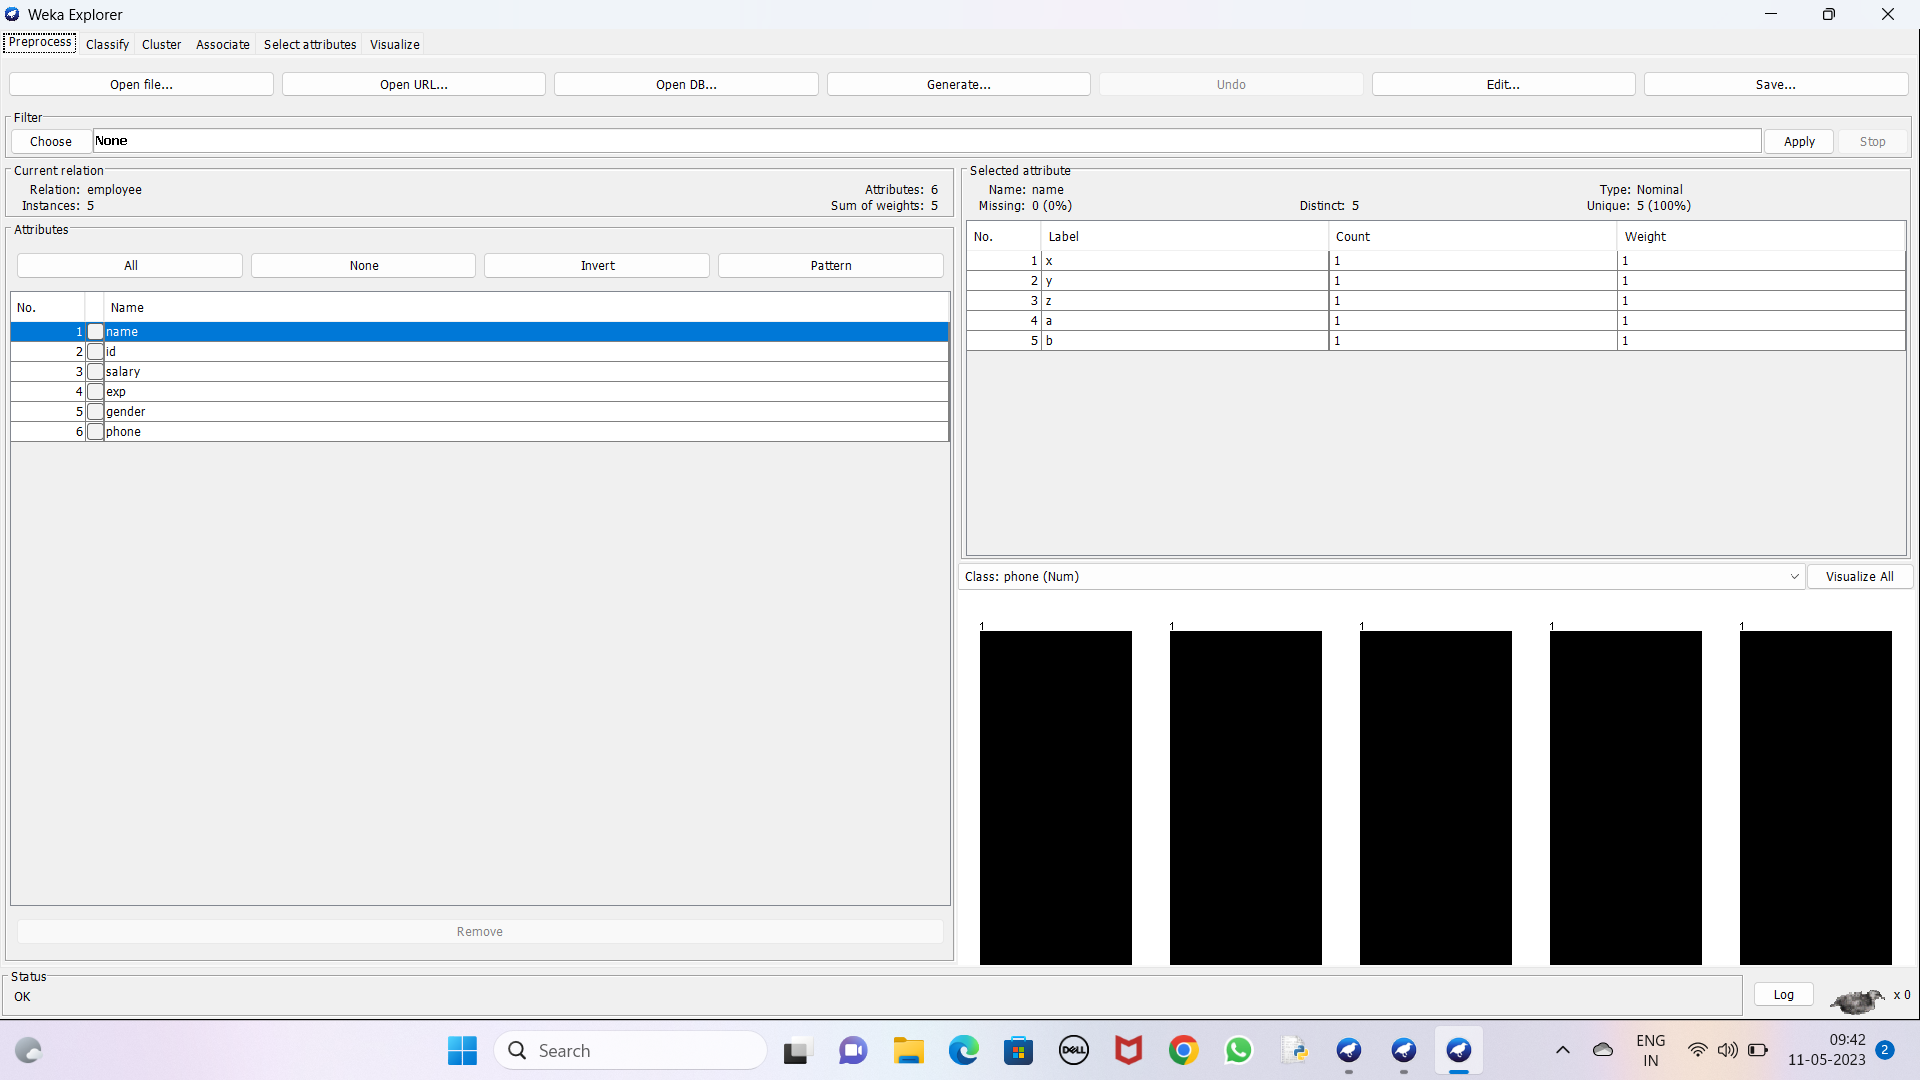 Weka Explorer
Preprocess Classify Cluster Associate Select attributes Visualize
Open file... Open URL... Open DB... Generate... Undo Edit... Save...
Filter
Choose None Apply Stop
Current relation
Relation: employee Attributes: 6
Instances: 5 Sum of weights: 5
Attributes
All None Invert Pattern
No. Name
1 name
2 id
3 salary
4 exp
5 gender
6 phone
Remove
Selected attribute
Name: name Type: Nominal
Missing: 0 (0%) Distinct: 5 Unique: 5 (100%)
No. Label Count Weight
1 x 1 1
2 y 1 1
3 z 1 1
4 a 1 1
5 b 1 1
Class: phone (Num) Visualize All
1 1 1 1 1
Status
OK
Log x 0
Search
DELL
ENG
IN
09:42
11-05-2023
2